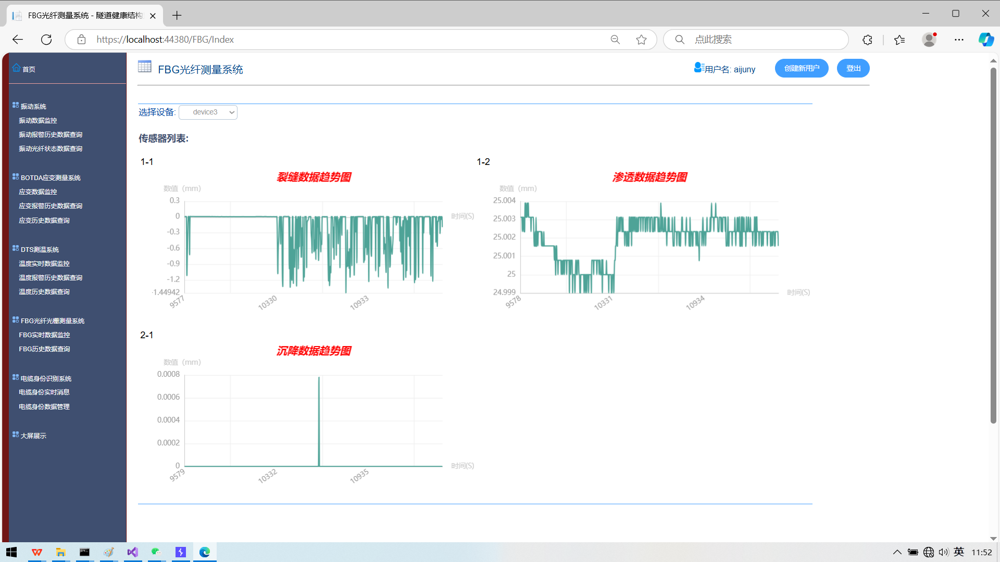 FBG光纤测量系统 - 隧道健康结构
https://localhost:44380/FBG/Index
点此搜索
首页
振动系统
振动数据监控
振动报警历史数据查询
振动光纤状态数据查询
BOTDA应变测量系统
应变数据监控
应变报警历史数据查询
应变历史数据查询
DTS测温系统
温度实时数据监控
温度报警历史数据查询
温度历史数据查询
FBG光纤光栅测量系统
FBG实时数据监控
FBG历史数据查询
电缆身份识别系统
电缆身份实时消息
电缆身份数据管理
大屏展示
FBG光纤测量系统
用户名: aijuny
创建新用户
登出
选择设备: device3
传感器列表:
1-1
裂缝数据趋势图
数值（mm）
0.3
0
-0.3
-0.6
-0.9
-1.2
-1.44942
9577
10330
10933
时间(S)
1-2
渗透数据趋势图
数值（mm）
25.004
25.003
25.002
25.001
25
24.999
9578
10331
10934
时间(S)
2-1
沉降数据趋势图
数值（mm）
0.0008
0.0006
0.0004
0.0002
0
9579
10332
10935
时间(S)
英
11:52